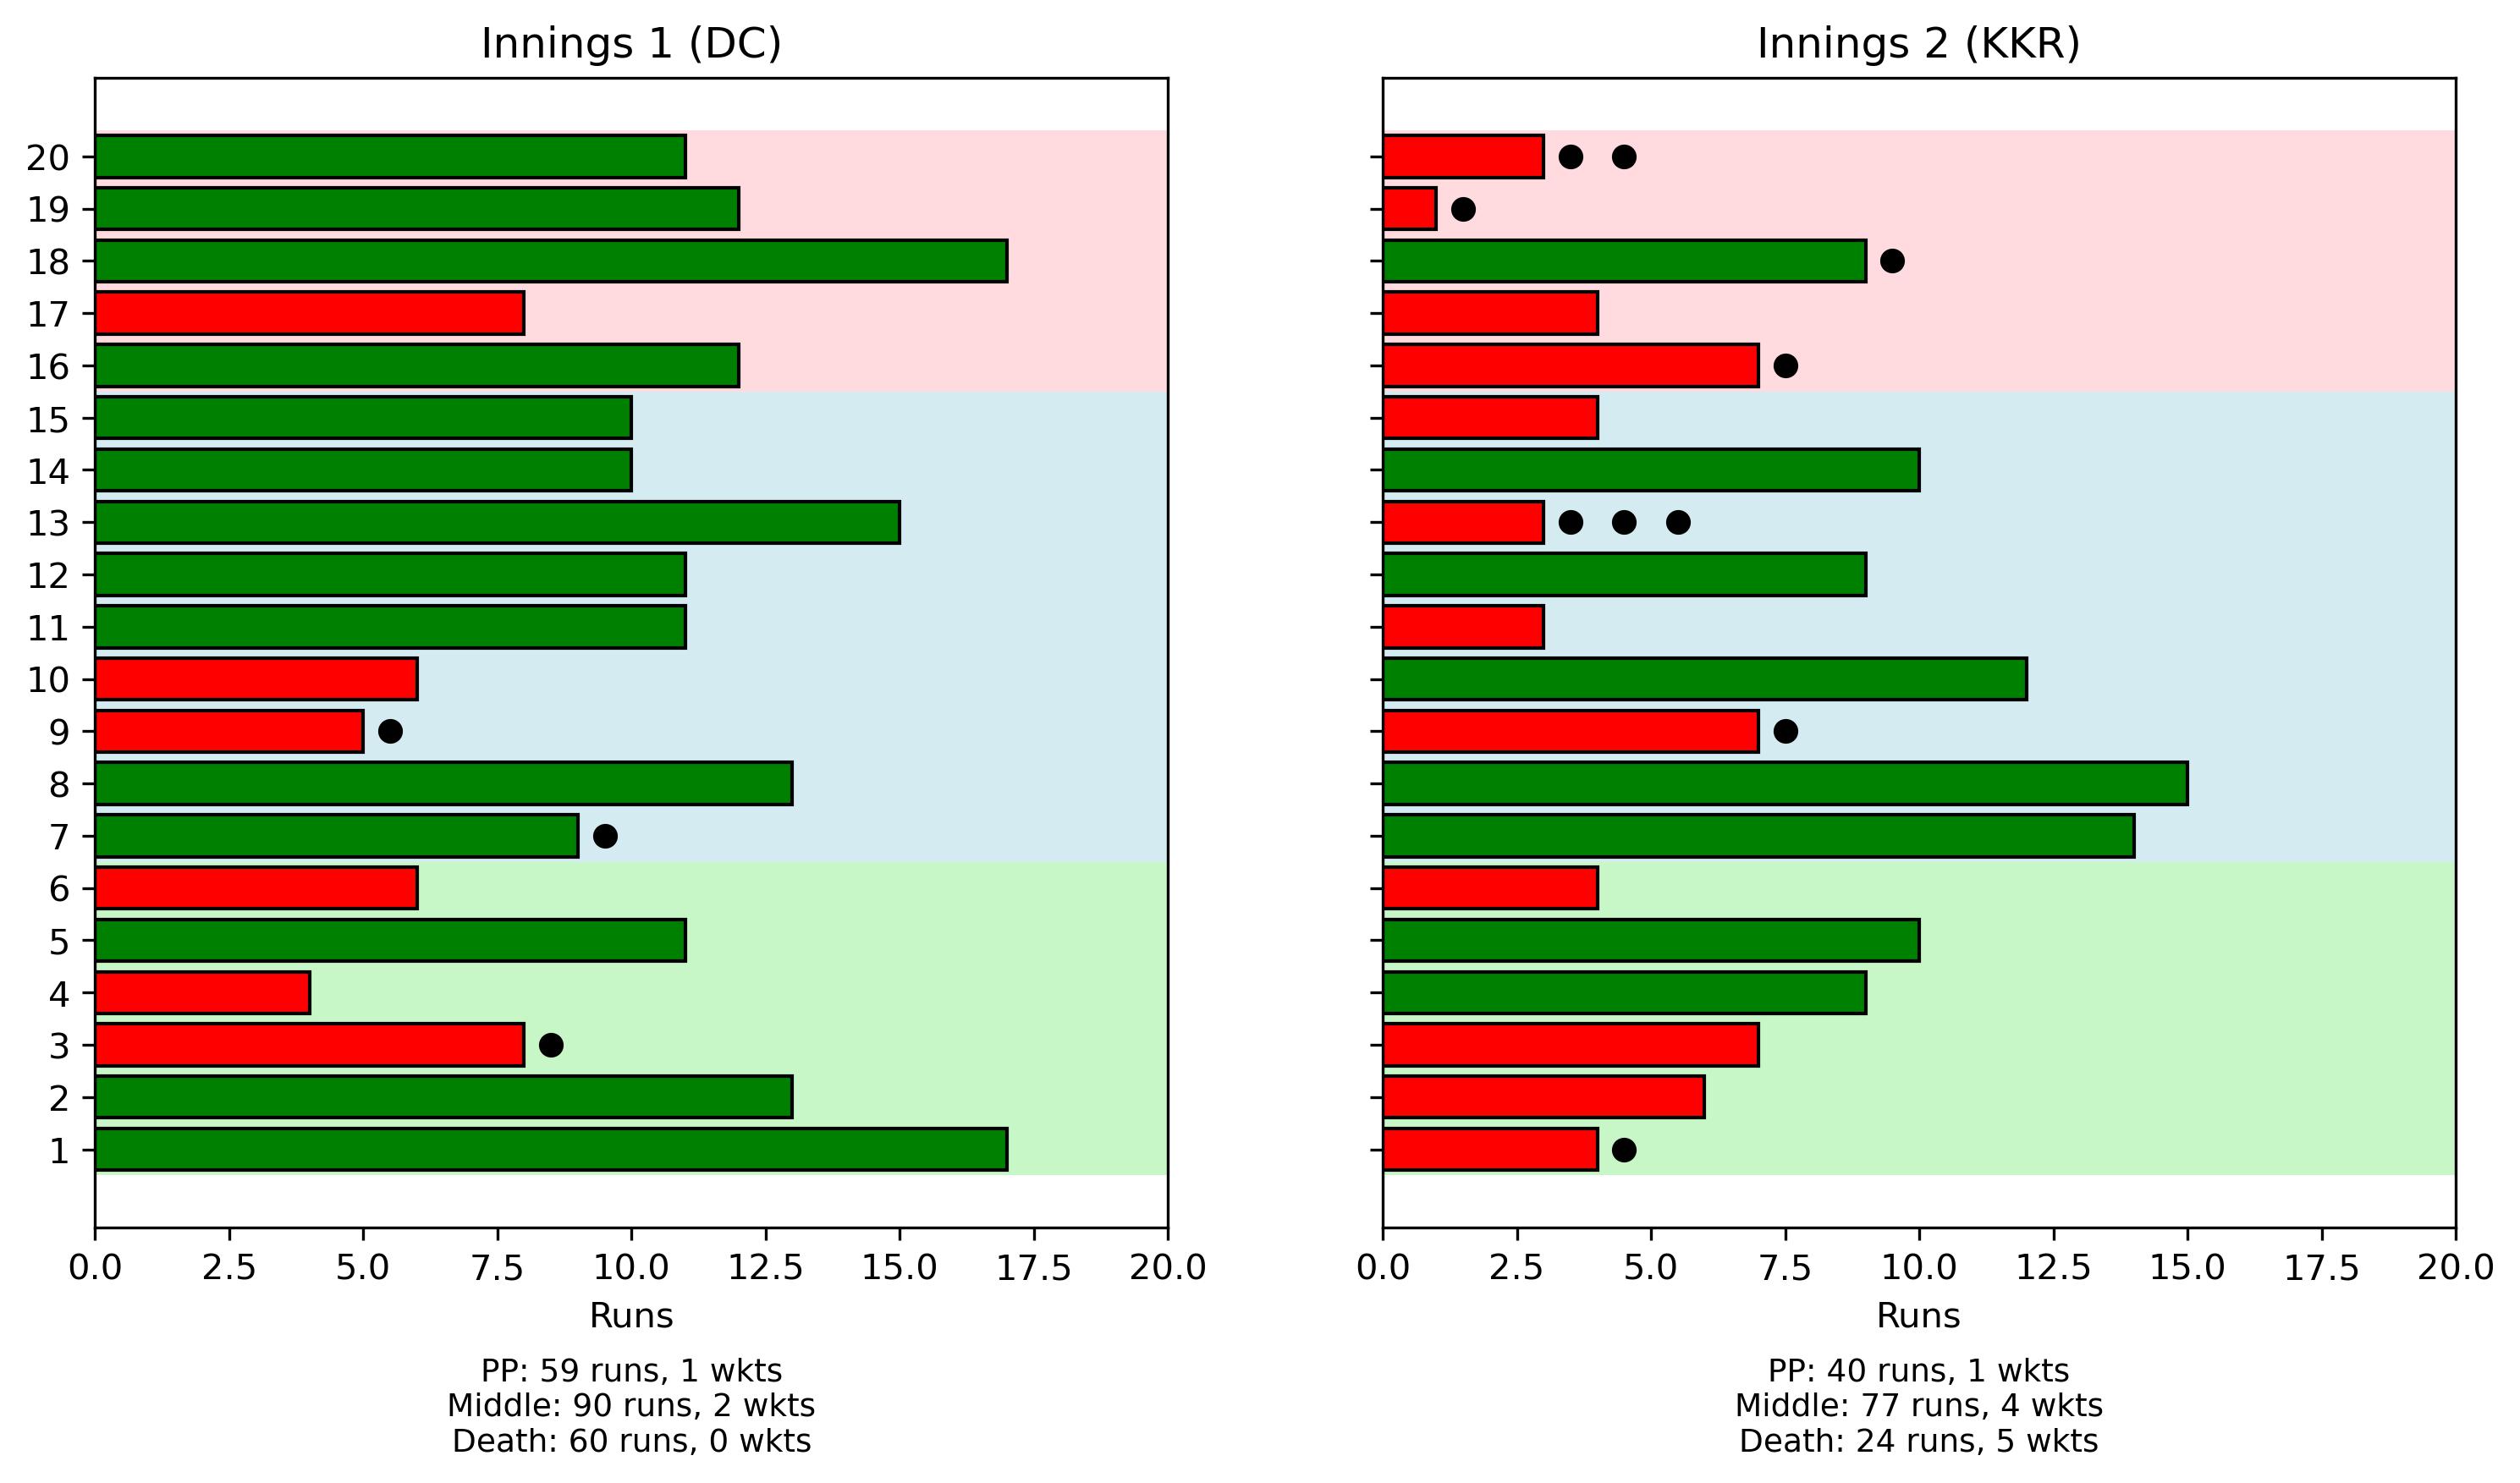 Innings 1 (DC)
20
19
18
17
16
15
14
13
12
11
10
9
8
7
6
5
4
3
2
1
0.0 2.5 5.0 7.5 10.0 12.5 15.0 17.5 20.0
Runs
PP: 59 runs, 1 wkts
Middle: 90 runs, 2 wkts
Death: 60 runs, 0 wkts
Innings 2 (KKR)
0.0 2.5 5.0 7.5 10.0 12.5 15.0 17.5 20.0
Runs
PP: 40 runs, 1 wkts
Middle: 77 runs, 4 wkts
Death: 24 runs, 5 wkts